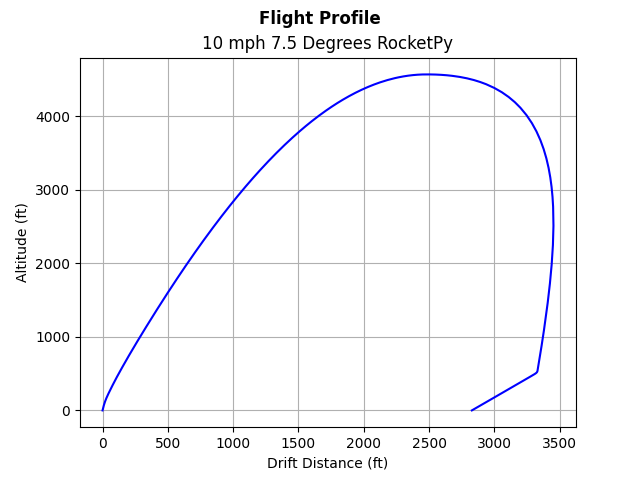 Flight Profile
10 mph 7.5 Degrees RocketPy
4000
3000
2000
1000
0
Altitude (ft)
0 500 1000 1500 2000 2500 3000 3500
Drift Distance (ft)